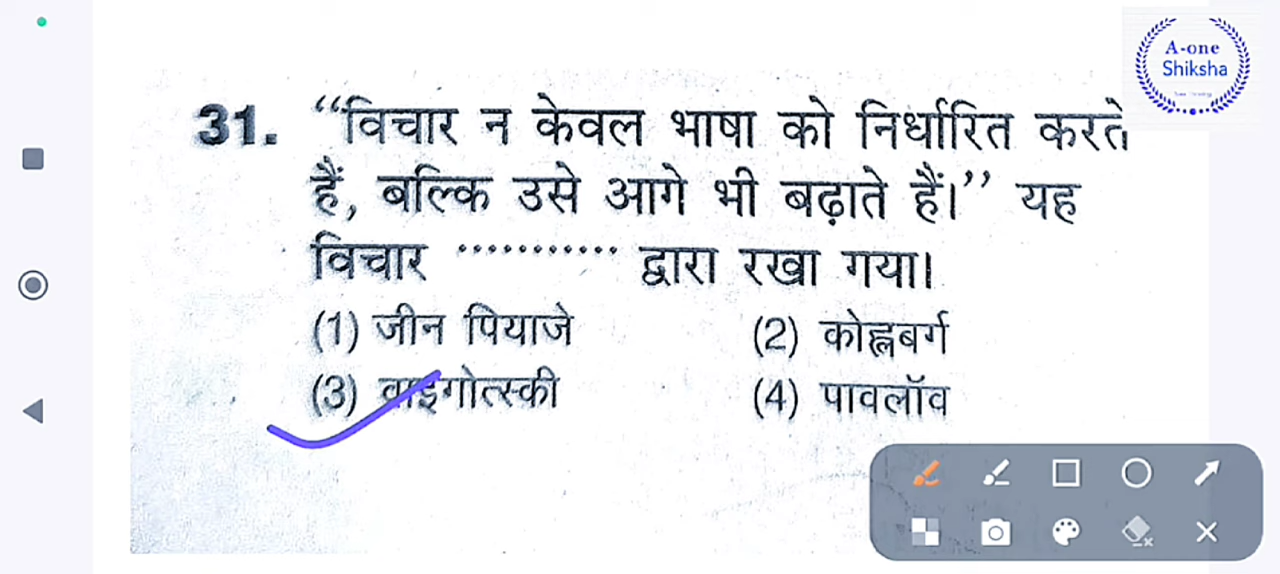 A-one
Shiksha
31. “विचार न केवल भाषा को निर्धारित करते
हैं, बल्कि उसे आगे भी बढ़ाते हैं।” यह
विचार ··········· द्वारा रखा गया।
(1) जीन पियाजे (2) कोह्लबर्ग
(3) वाइगोत्स्की (4) पावलॉव